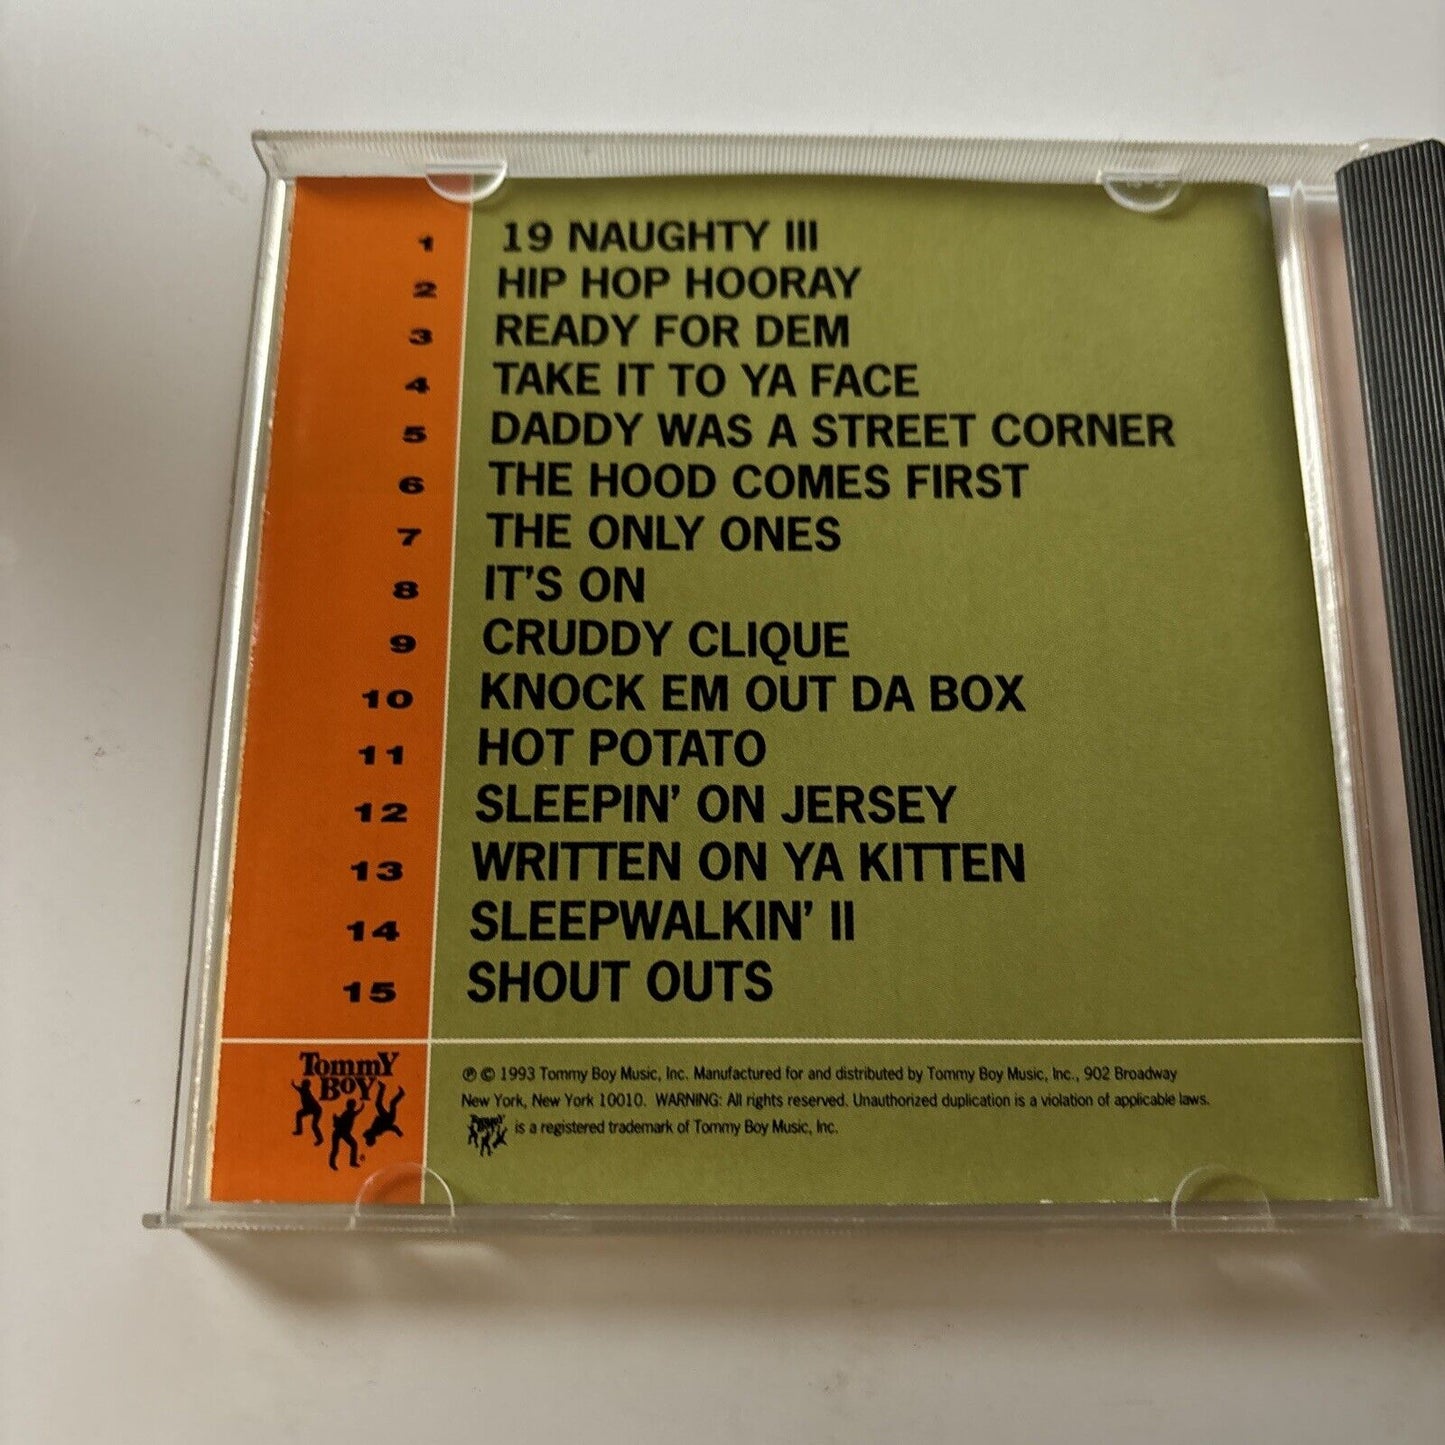 1 19 NAUGHTY III
2 HIP HOP HOORAY
3 READY FOR DEM
4 TAKE IT TO YA FACE
5 DADDY WAS A STREET CORNER
6 THE HOOD COMES FIRST
7 THE ONLY ONES
8 IT'S ON
9 CRUDDY CLIQUE
10 KNOCK EM OUT DA BOX
11 HOT POTATO
12 SLEEPIN' ON JERSEY
13 WRITTEN ON YA KITTEN
14 SLEEPWALKIN' II
15 SHOUT OUTS
TommY
BOY
®
℗ © 1993 Tommy Boy Music, Inc. Manufactured for and distributed by Tommy Boy Music, Inc., 902 Broadway
New York, New York 10010. WARNING: All rights reserved. Unauthorized duplication is a violation of applicable laws.
TommY BOY is a registered trademark of Tommy Boy Music, Inc.